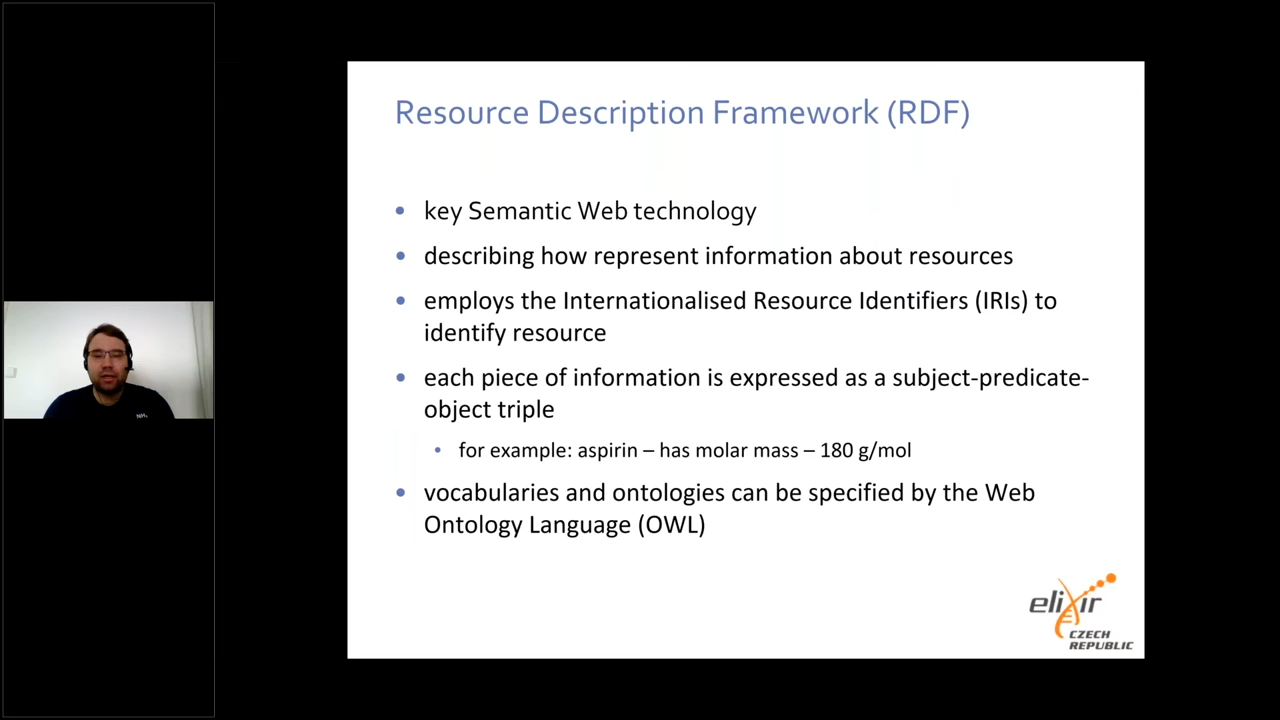 Resource Description Framework (RDF)
• key Semantic Web technology
• describing how represent information about resources
• employs the Internationalised Resource Identifiers (IRIs) to
identify resource
• each piece of information is expressed as a subject-predicate-
object triple
• for example: aspirin – has molar mass – 180 g/mol
• vocabularies and ontologies can be specified by the Web
Ontology Language (OWL)
elixir
CZECH
REPUBLIC